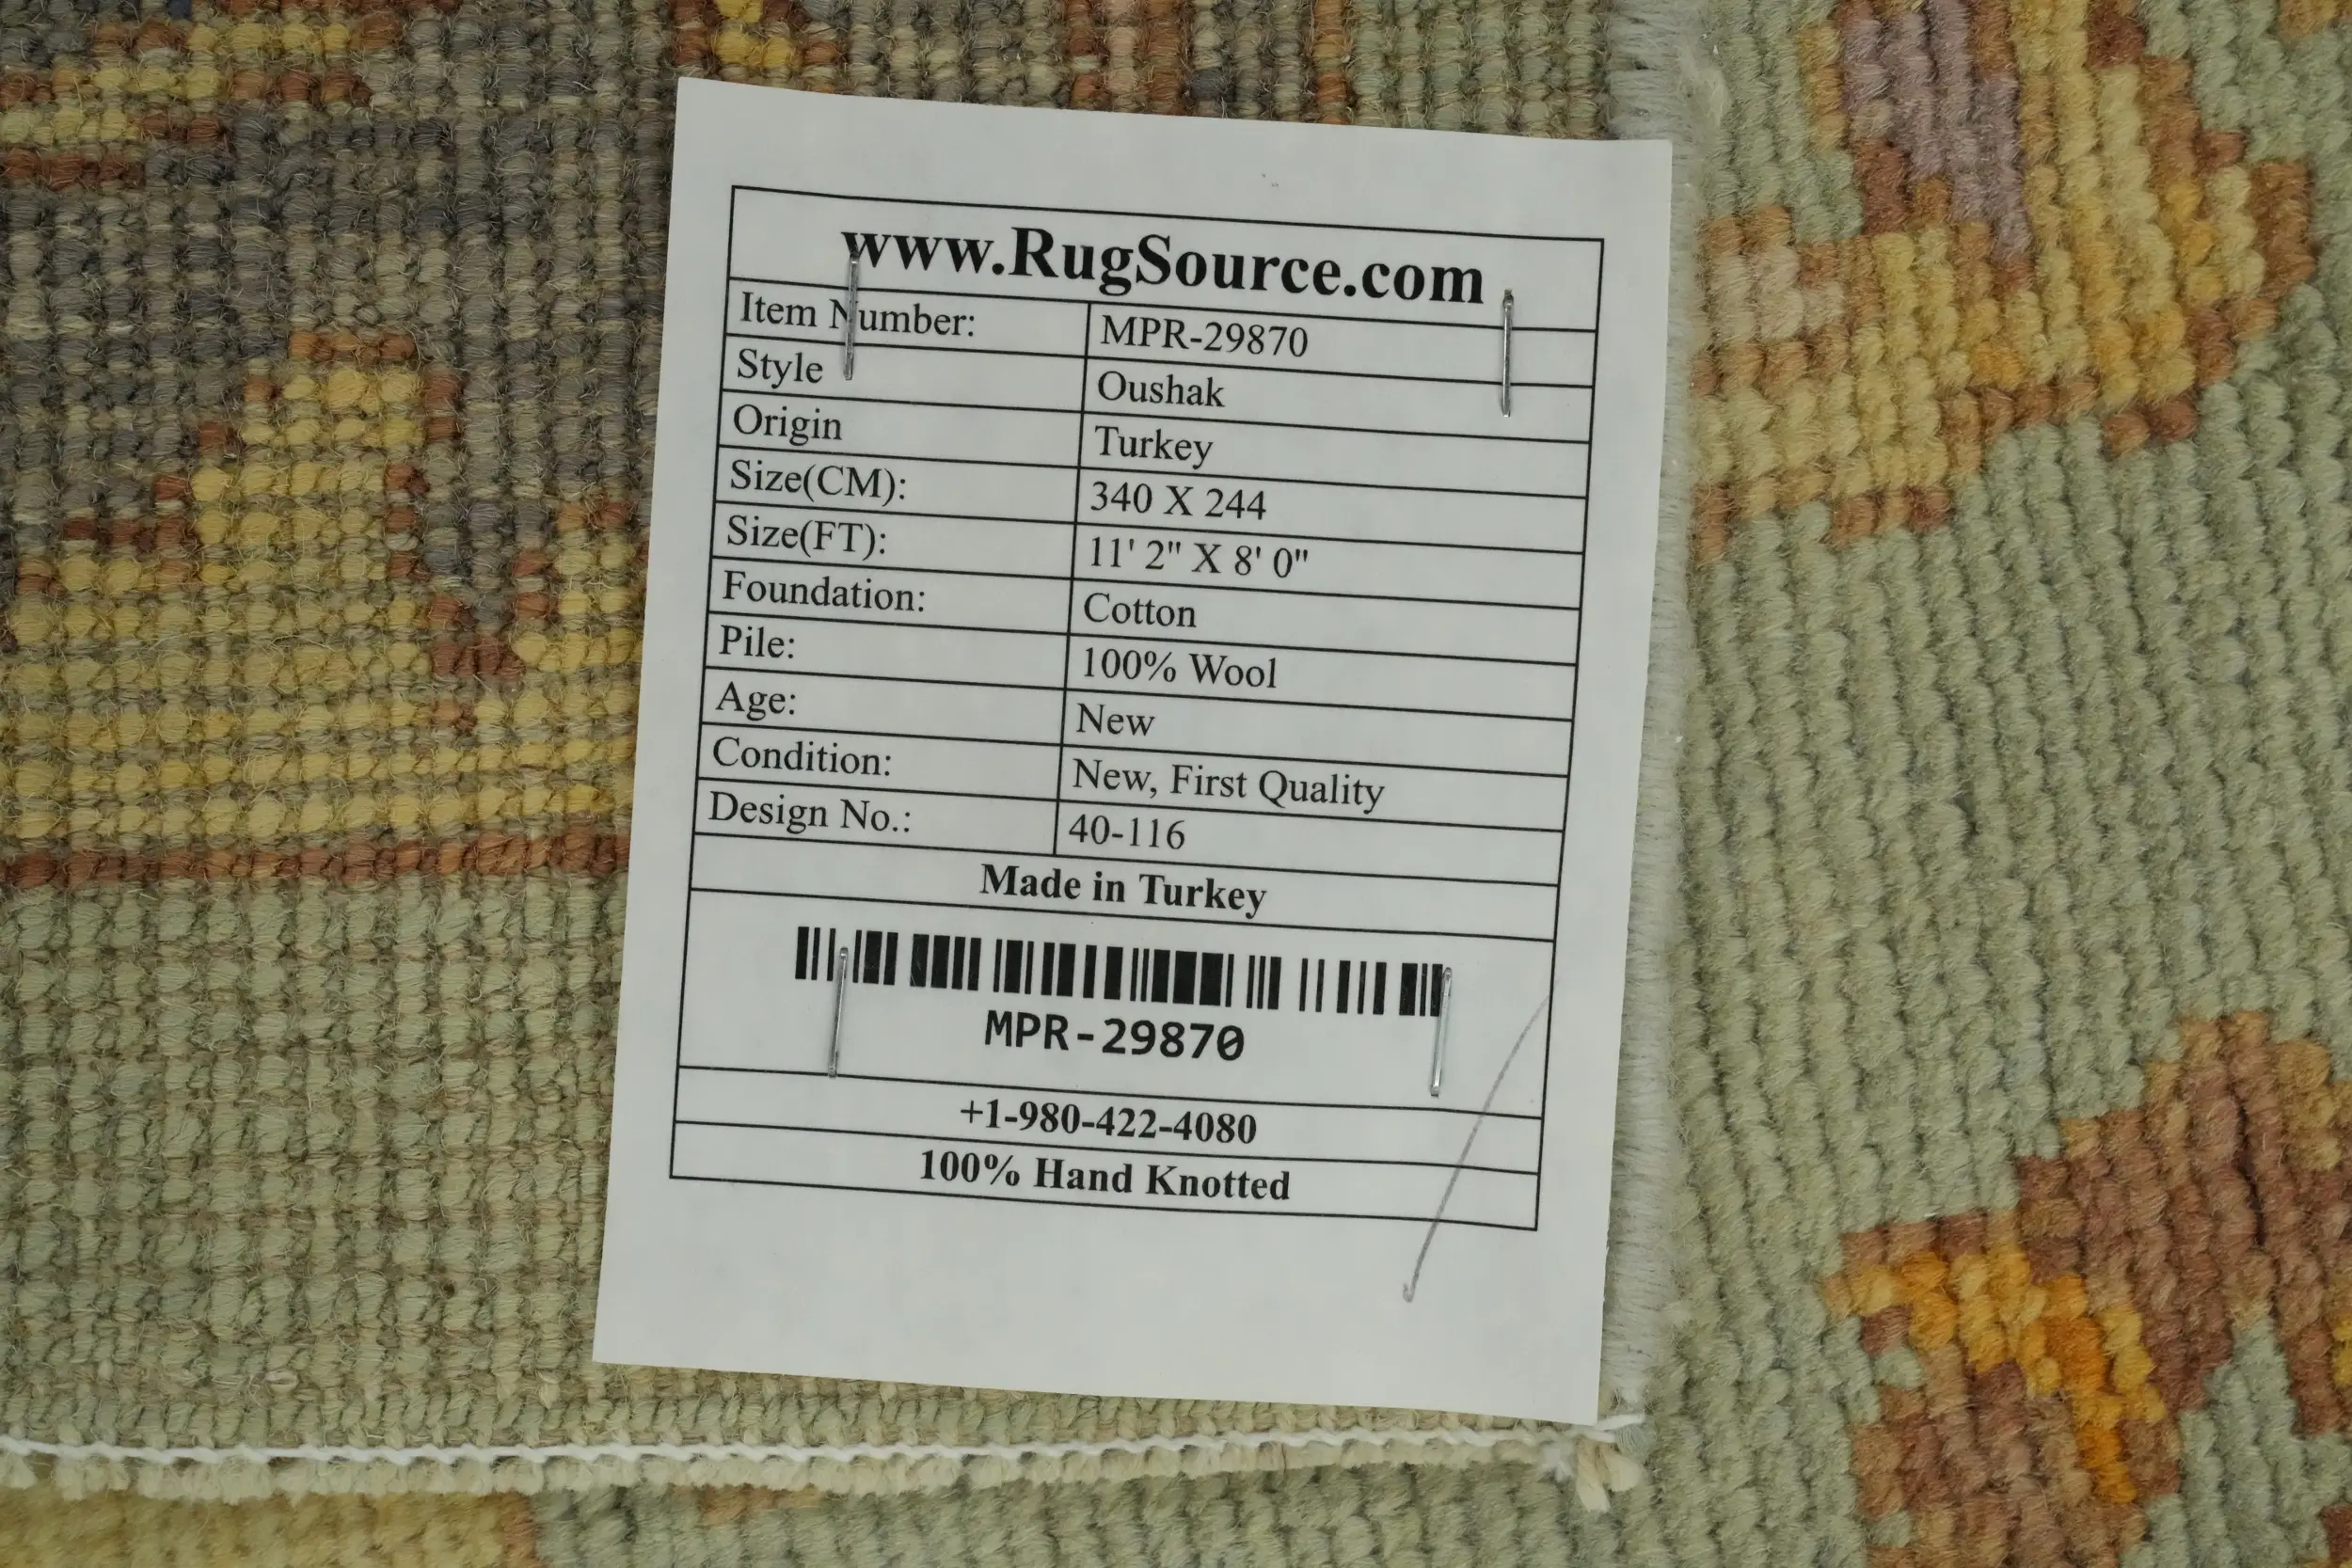 www.RugSource.com
Item Number: MPR-29870
Style Oushak
Origin Turkey
Size(CM): 340 X 244
Size(FT): 11' 2" X 8' 0"
Foundation: Cotton
Pile: 100% Wool
Age: New
Condition: New, First Quality
Design No.: 40-116
Made in Turkey
MPR-29870
+1-980-422-4080
100% Hand Knotted